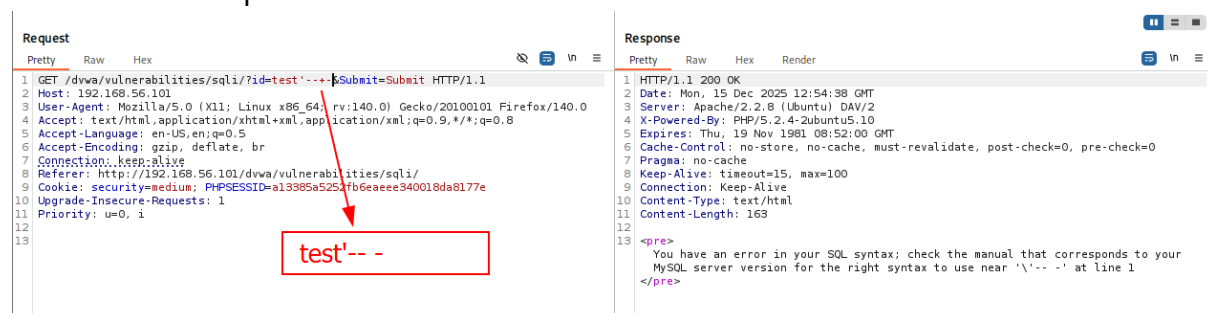 Request
Pretty Raw Hex \n
1 GET /dvwa/vulnerabilities/sqli/?id=test'--+-&Submit=Submit HTTP/1.1
2 Host: 192.168.56.101
3 User-Agent: Mozilla/5.0 (X11; Linux x86_64; rv:140.0) Gecko/20100101 Firefox/140.0
4 Accept: text/html,application/xhtml+xml,application/xml;q=0.9,*/*;q=0.8
5 Accept-Language: en-US,en;q=0.5
6 Accept-Encoding: gzip, deflate, br
7 Connection: keep-alive
8 Referer: http://192.168.56.101/dvwa/vulnerabilities/sqli/
9 Cookie: security=medium; PHPSESSID=a13385a5252fb6eaeee340018da8177e
10 Upgrade-Insecure-Requests: 1
11 Priority: u=0, i
12
13
test'-- -
Response
Pretty Raw Hex Render \n
1 HTTP/1.1 200 OK
2 Date: Mon, 15 Dec 2025 12:54:38 GMT
3 Server: Apache/2.2.8 (Ubuntu) DAV/2
4 X-Powered-By: PHP/5.2.4-2ubuntu5.10
5 Expires: Thu, 19 Nov 1981 08:52:00 GMT
6 Cache-Control: no-store, no-cache, must-revalidate, post-check=0, pre-check=0
7 Pragma: no-cache
8 Keep-Alive: timeout=15, max=100
9 Connection: Keep-Alive
10 Content-Type: text/html
11 Content-Length: 163
12
13 <pre>
You have an error in your SQL syntax; check the manual that corresponds to your
MySQL server version for the right syntax to use near '\'-- -' at line 1
</pre>